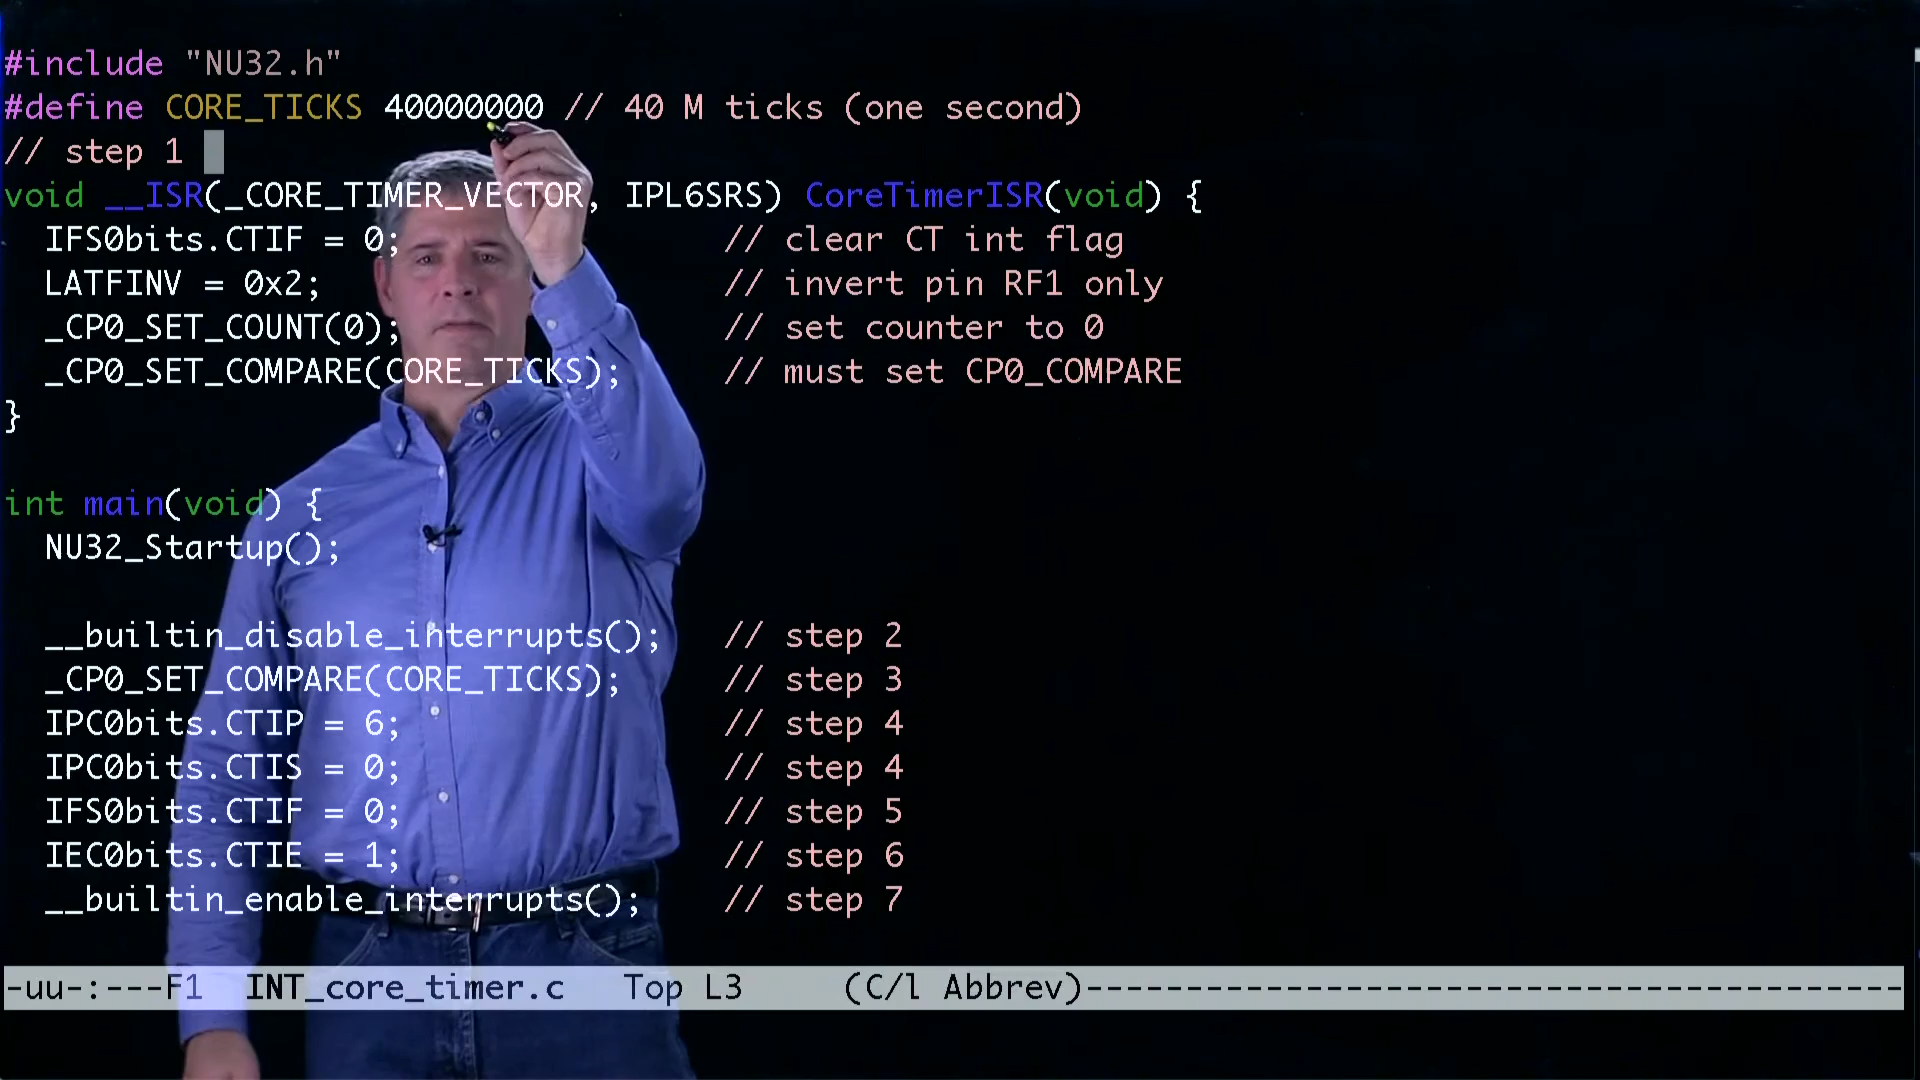 #include "NU32.h"
#define CORE_TICKS 40000000 // 40 M ticks (one second)
// step 1
void __ISR(_CORE_TIMER_VECTOR, IPL6SRS) CoreTimerISR(void) {
  IFS0bits.CTIF = 0;                // clear CT int flag
  LATFINV = 0x2;                    // invert pin RF1 only
  _CP0_SET_COUNT(0);                // set counter to 0
  _CP0_SET_COMPARE(CORE_TICKS);     // must set CP0_COMPARE
}
int main(void) {
  NU32_Startup();
  __builtin_disable_interrupts();   // step 2
  _CP0_SET_COMPARE(CORE_TICKS);     // step 3
  IPC0bits.CTIP = 6;                // step 4
  IPC0bits.CTIS = 0;                // step 4
  IFS0bits.CTIF = 0;                // step 5
  IEC0bits.CTIE = 1;                // step 6
  __builtin_enable_interrupts();    // step 7
-uu-:---F1  INT_core_timer.c   Top L3     (C/l Abbrev)-----------------------------------------